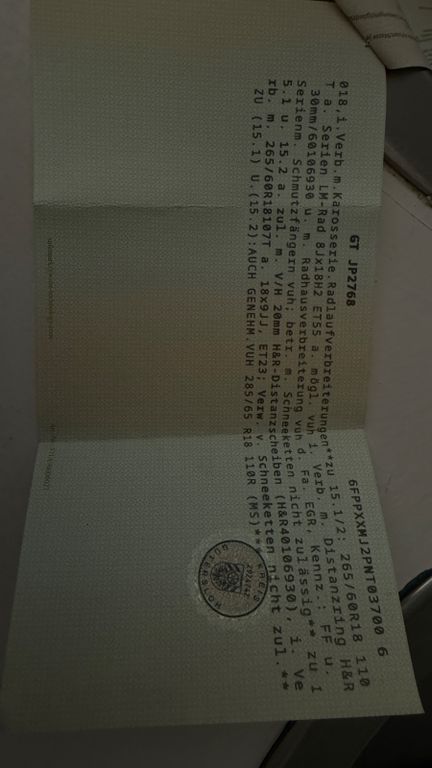 GT JP2768 6FPPXXMJ2PNT03700 6
018,i.Verb.m.Karosserie.Radlaufverbreiterungen**zu 15.1/2: 265/60R18 110
T a. Serien LM-Rad 8Jx18H2 ET55 a. mögl. vuh i. Verb. m. Distanzring H&R
30mm/60106930 u. m. Radhausverbreiterung vuh d. Fa. EGR, Kennz.: FF u.
Serienm. Schmutzfängern vuh; betr. m. Schneeketten nicht zulässig** zu I
5.1 u. 15.2 a. zul. m. V/H 20mm H&R-Distanzscheiben (H&R40106930), i. Ve
rb. m. 265/60R18107T a. 18x9JJ, ET23; Verw. v. Schneeketten nicht zul.**
ZU (15.1) U.(15.2):AUCH GENEHM.VUH 285/65 R18 110R (MS)***
KREIS
GÜTERSLOH